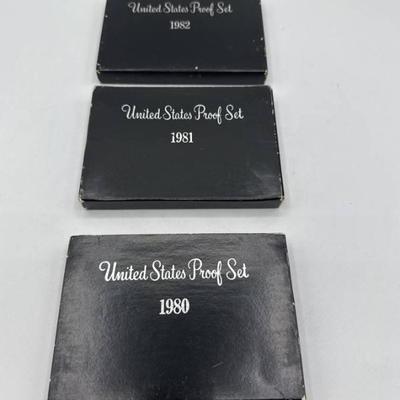 United States Proof Set
1982
United States Proof Set
1981
United States Proof Set
1980